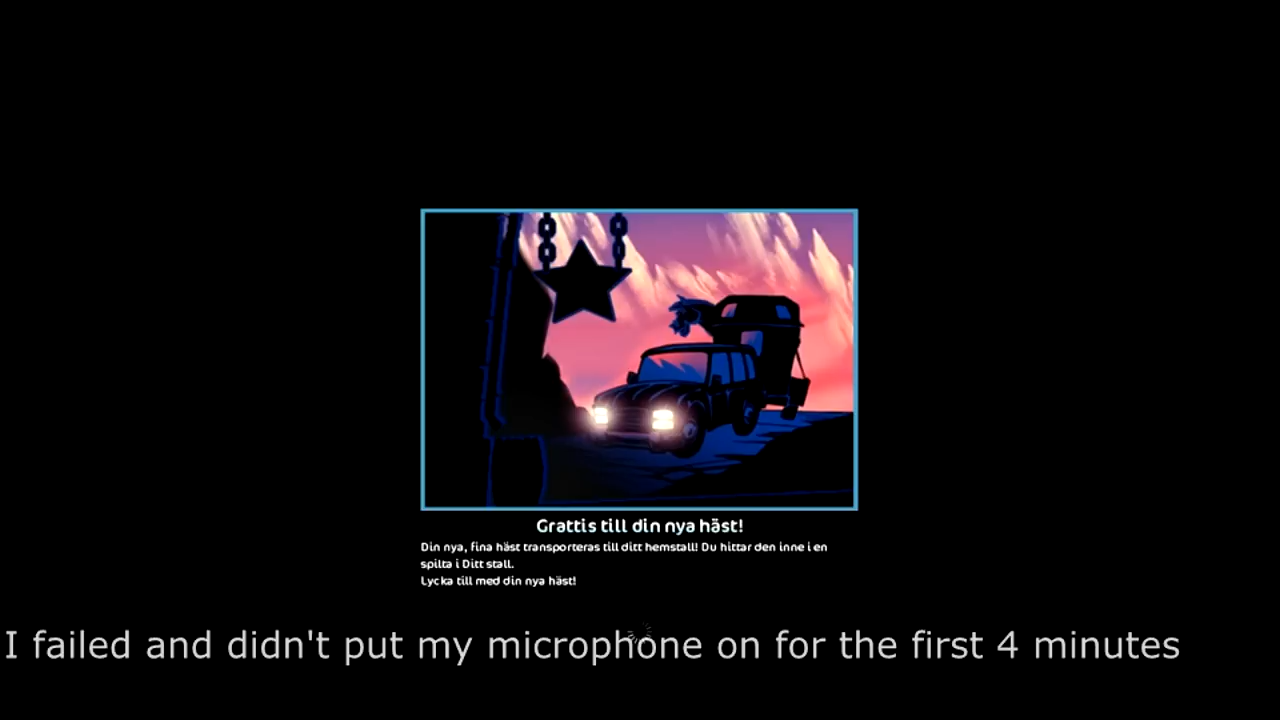 Grattis till din nya häst!
Din nya, fina häst transporteras till ditt hemstall! Du hittar den inne i en
spilta i Ditt stall.
Lycka till med din nya häst!
I failed and didn't put my microphone on for the first 4 minutes